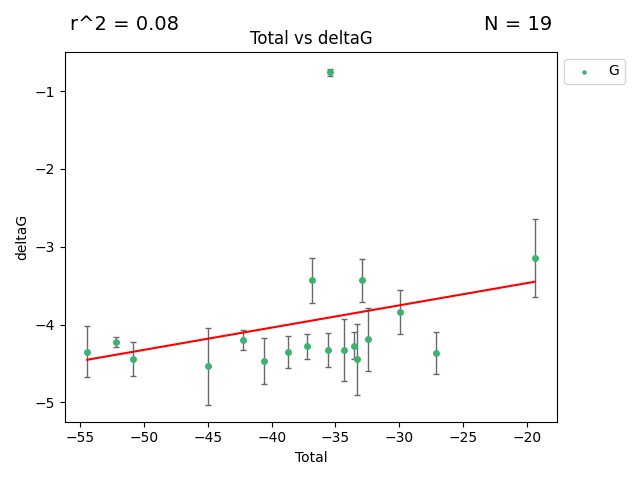 r^2 = 0.08
N = 19
Total vs deltaG
G
deltaG
−1
−2
−3
−4
−5
−55
−50
−45
−40
−35
−30
−25
−20
Total